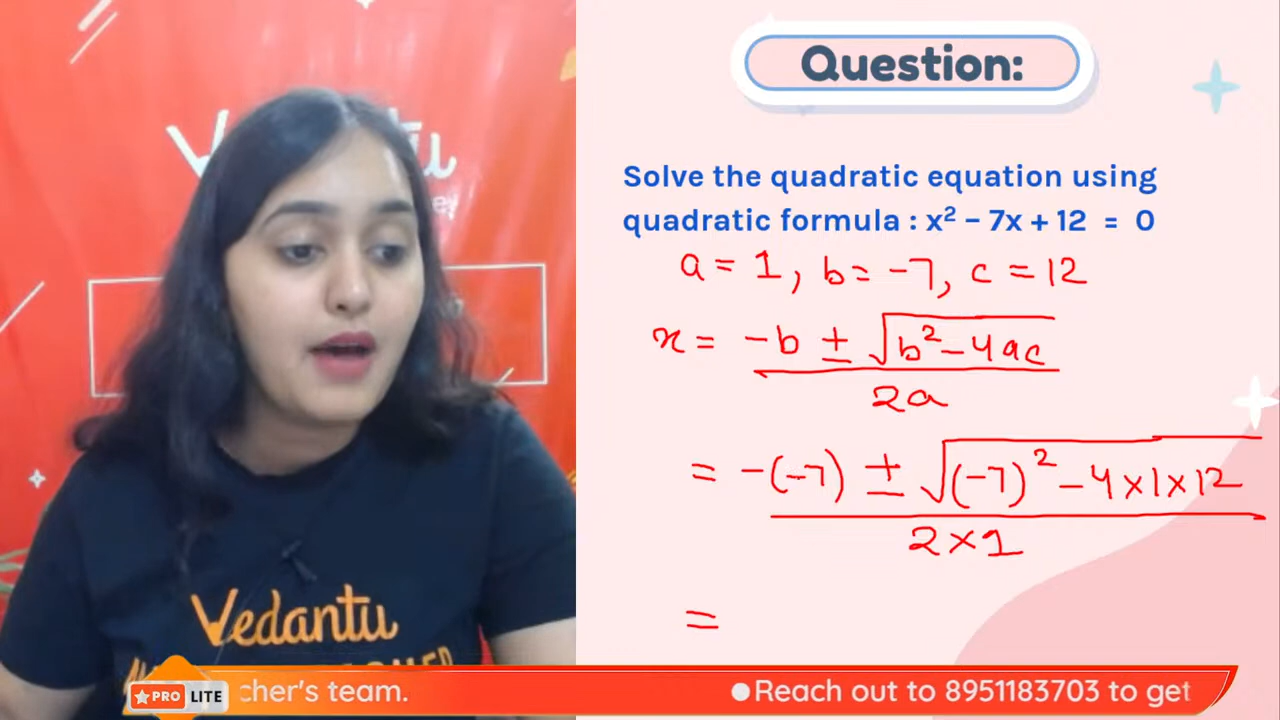 Vedantu
Question:
Solve the quadratic equation using
quadratic formula : x² − 7x + 12 = 0
a = 1, b = -7, c = 12
x = -b ± √b² - 4ac
2a
= -(-7) ± √(-7)² - 4×1×12
2×1
=
Vedantu
PRO LITE
cher's team.
●Reach out to 8951183703 to get